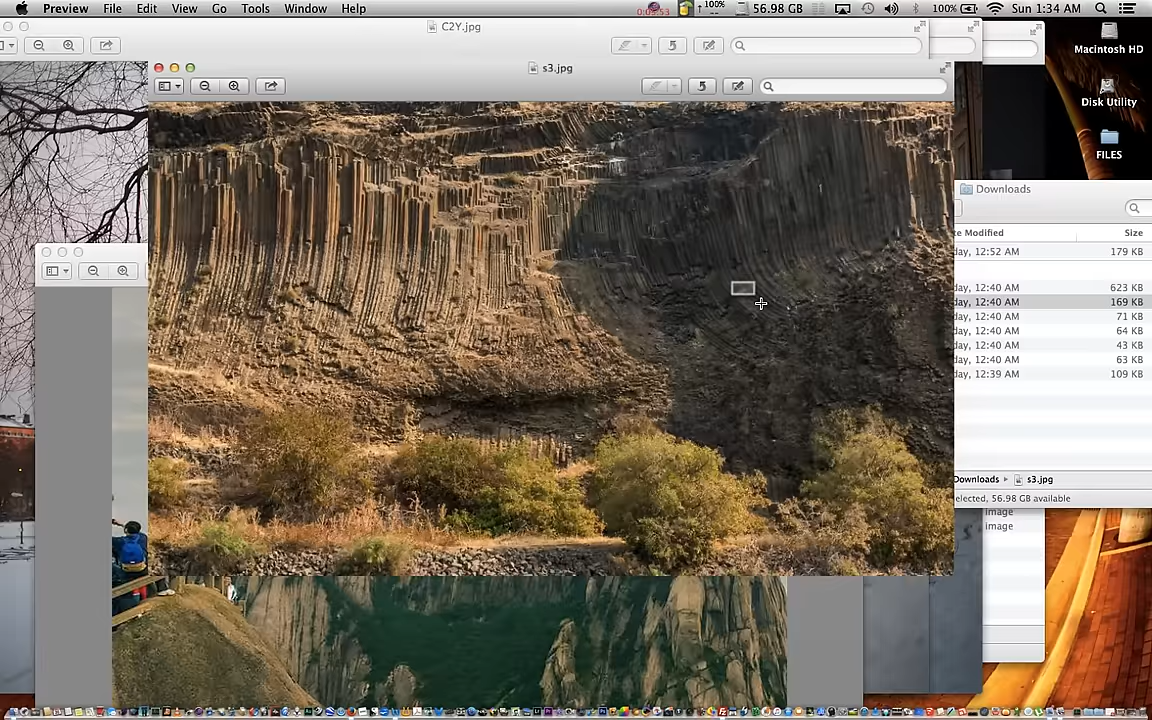 Preview File Edit View Go Tools Window Help 0:05:53 100% 56.98 GB 100% Sun 1:34 AM
C2Y.jpg
s3.jpg
Macintosh HD
Disk Utility
FILES
Downloads
te Modified Size
day, 12:52 AM 179 KB
day, 12:40 AM 623 KB
day, 12:40 AM 169 KB
day, 12:40 AM 71 KB
day, 12:40 AM 64 KB
day, 12:40 AM 43 KB
day, 12:40 AM 63 KB
day, 12:39 AM 109 KB
Downloads ▸ s3.jpg
elected, 56.98 GB available
image
image